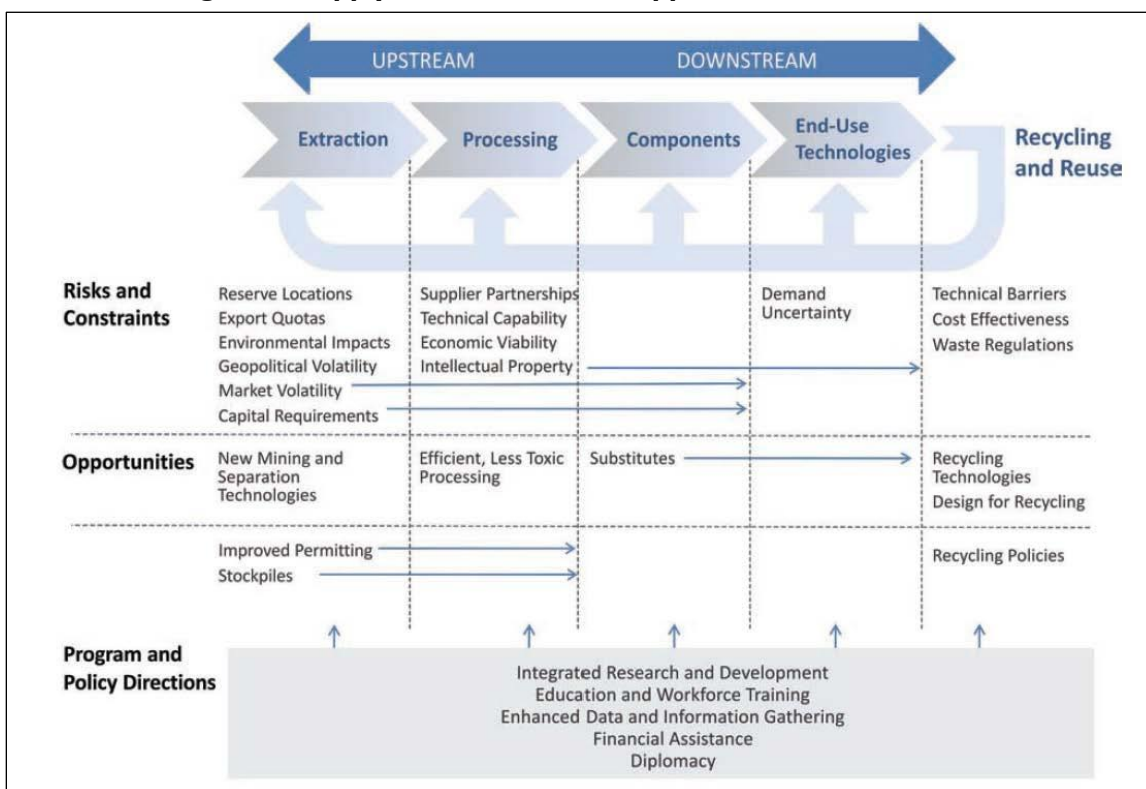 UPSTREAM DOWNSTREAM
Extraction
Processing
Components
End-Use
Technologies
Recycling
and Reuse
Risks and
Constraints
Reserve Locations
Export Quotas
Environmental Impacts
Geopolitical Volatility
Market Volatility
Capital Requirements
Supplier Partnerships
Technical Capability
Economic Viability
Intellectual Property
Demand
Uncertainty
Technical Barriers
Cost Effectiveness
Waste Regulations
Opportunities
New Mining and
Separation
Technologies
Efficient, Less Toxic
Processing
Substitutes
Recycling
Technologies
Design for Recycling
Improved Permitting
Stockpiles
Recycling Policies
Program and
Policy Directions
Integrated Research and Development
Education and Workforce Training
Enhanced Data and Information Gathering
Financial Assistance
Diplomacy